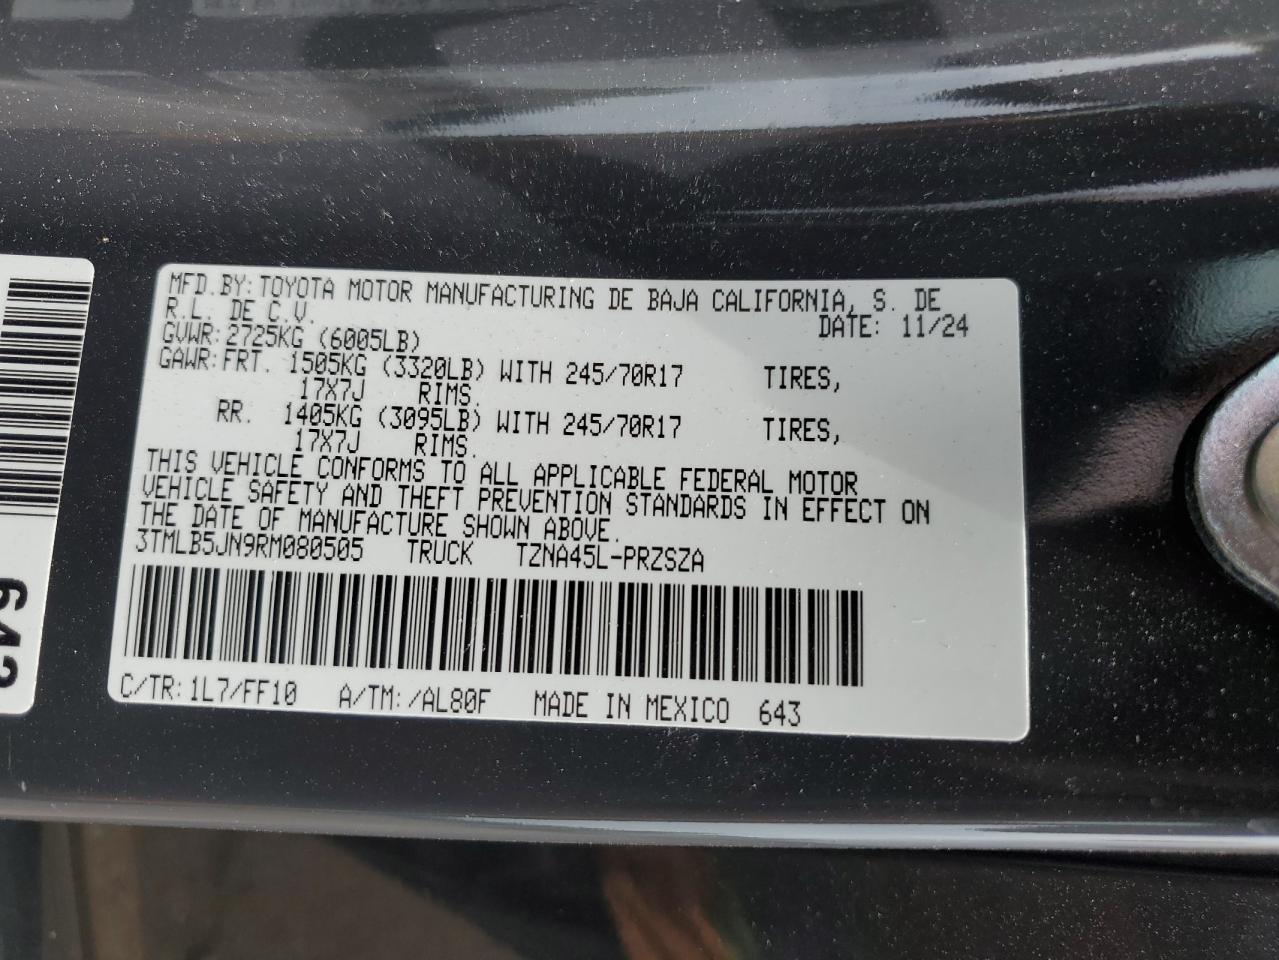 MFD. BY: TOYOTA MOTOR MANUFACTURING DE BAJA CALIFORNIA, S. DE
R.L. DE C.V.
DATE: 11/24
GVWR: 2725KG (6005LB)
GAWR: FRT. 1505KG (3320LB) WITH 245/70R17 TIRES,
17X7J RIMS.
RR. 1405KG (3095LB) WITH 245/70R17 TIRES,
17X7J RIMS.
THIS VEHICLE CONFORMS TO ALL APPLICABLE FEDERAL MOTOR
VEHICLE SAFETY AND THEFT PREVENTION STANDARDS IN EFFECT ON
THE DATE OF MANUFACTURE SHOWN ABOVE.
3TMLB5JN9RM080505 TRUCK TZNA45L-PRZSZA
C/TR: 1L7/FF10 A/TM: /AL80F MADE IN MEXICO 643